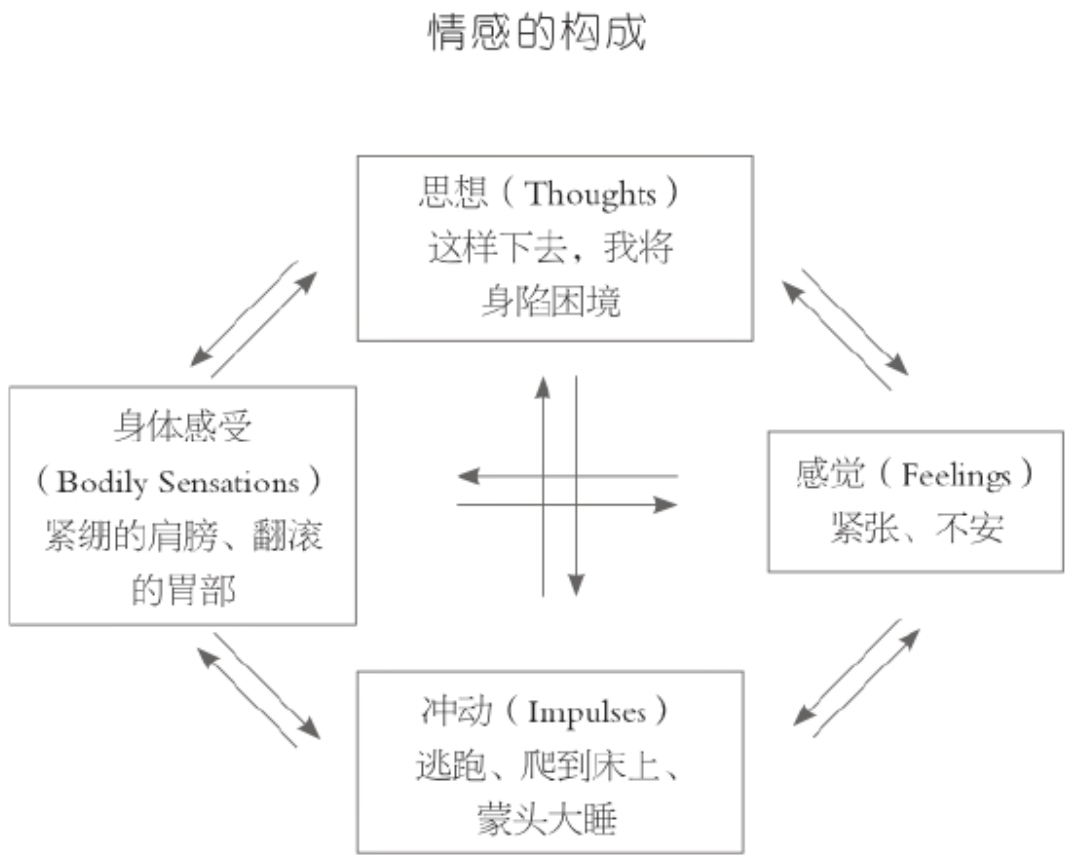 情感的构成
思想（Thoughts）
这样下去，我将
身陷困境
身体感受
（Bodily Sensations）
紧绷的肩膀、翻滚
的胃部
感觉（Feelings）
紧张、不安
冲动（Impulses）
逃跑、爬到床上、
蒙头大睡